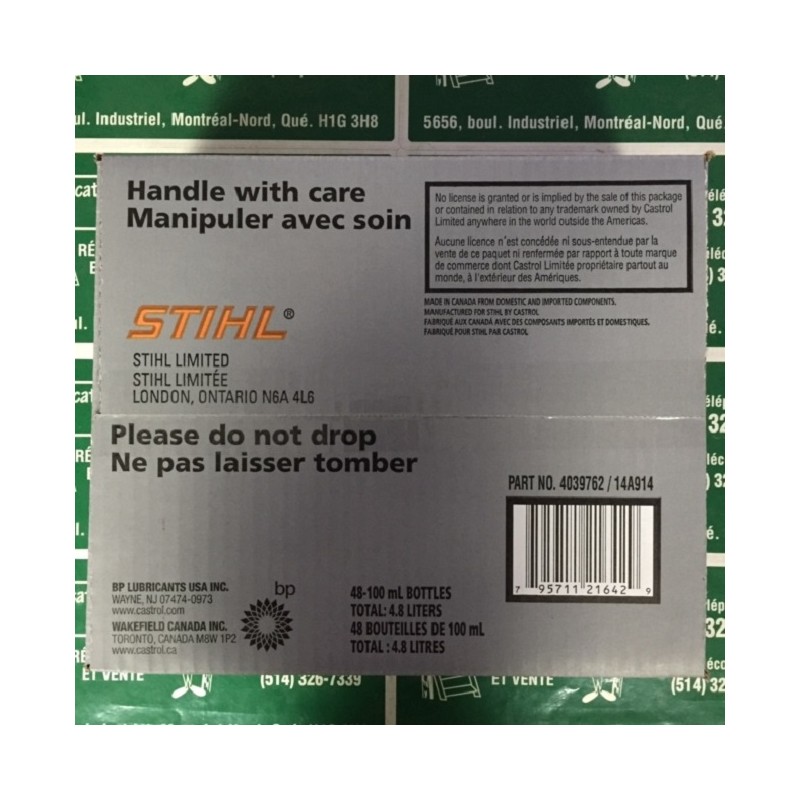 ul. Industriel, Montréal-Nord, Qué. H1G 3H8
5656, boul. Industriel, Montréal-Nord, Qué.
Handle with care
Manipuler avec soin
No license is granted or is implied by the sale of this package
or contained in relation to any trademark owned by Castrol
Limited anywhere in the world outside the Americas.
Aucune licence n'est concédée ni sous-entendue par la
vente de ce paquet ni renfermée par rapport à toute marque
de commerce dont Castrol Limitée propriétaire partout au
monde, à l'extérieur des Amériques.
MADE IN CANADA FROM DOMESTIC AND IMPORTED COMPONENTS.
MANUFACTURED FOR STIHL BY CASTROL
FABRIQUÉ AUX CANADA AVEC DES COMPOSANTS IMPORTÉS ET DOMESTIQUES.
FABRIQUÉ POUR STIHL PAR CASTROL
STIHL®
STIHL LIMITED
STIHL LIMITÉE
LONDON, ONTARIO N6A 4L6
Please do not drop
Ne pas laisser tomber
PART NO. 4039762 / 14A914
7 95711 21642 9
BP LUBRICANTS USA INC.
WAYNE, NJ 07474-0973
www.castrol.com
WAKEFIELD CANADA INC.
TORONTO, CANADA M8W 1P2
www.castrol.ca
bp
48-100 mL BOTTLES
TOTAL: 4.8 LITERS
48 BOUTEILLES DE 100 mL
TOTAL : 4.8 LITRES
ET VENTE
(514) 326-7339
ET VENTE
(514) 32